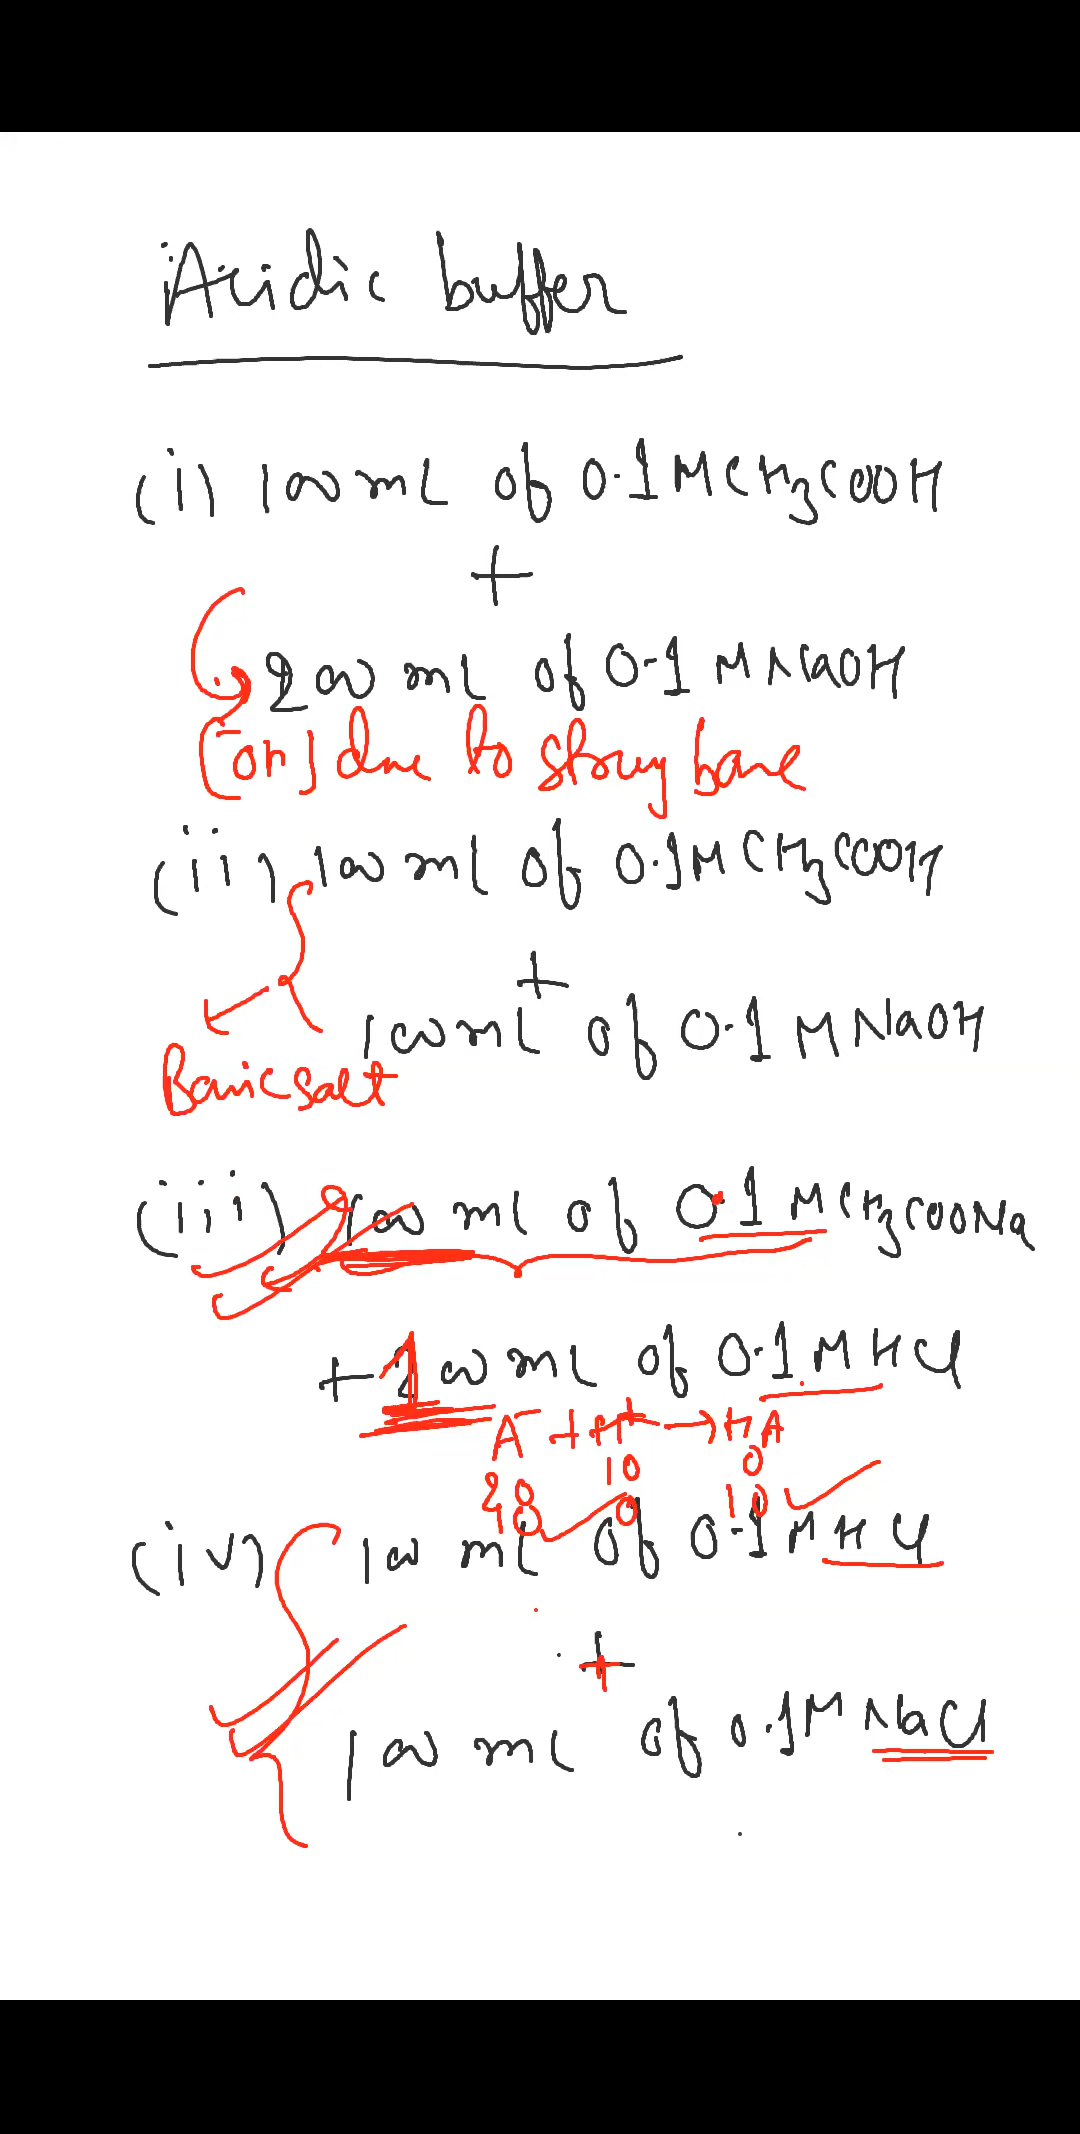 Acidic buffer
(i) 100 mL of 0.1 M CH3COOH
+
200 mL of 0.1 M NaOH
[-OH] due to strong base
(ii) 100 mL of 0.1 M CH3COOH
+
100 mL of 0.1 M NaOH
Basic salt
(iii) 200 mL of 0.1 M CH3COONa
+ 100 mL of 0.1 M HCl
A- + H+ → HA
20 10 0
10 0 10
(iv) 100 mL of 0.1 M HCl
+
100 mL of 0.1 M NaCl